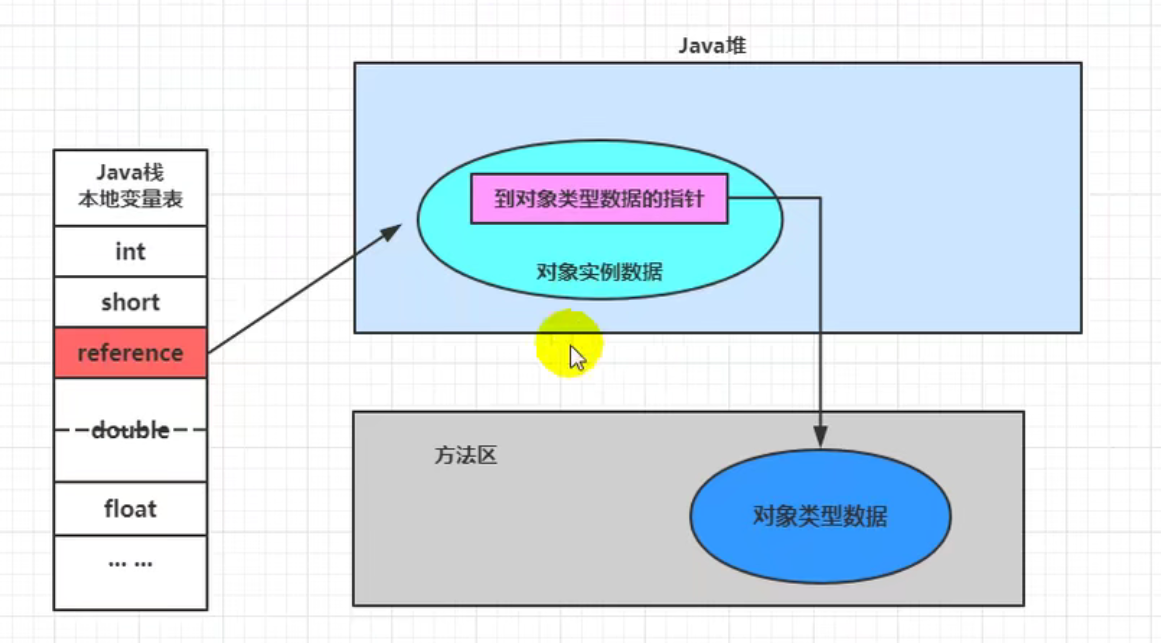 Java堆
Java栈
本地变量表
int
short
reference
double
float
... ...
到对象类型数据的指针
对象实例数据
方法区
对象类型数据